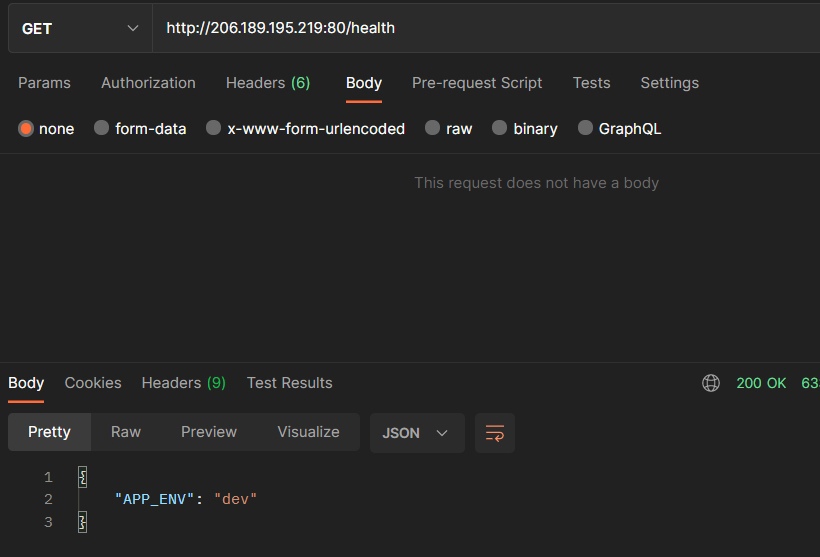 GET http://206.189.195.219:80/health
Params Authorization Headers (6) Body Pre-request Script Tests Settings
none form-data x-www-form-urlencoded raw binary GraphQL
This request does not have a body
Body Cookies Headers (9) Test Results 200 OK
Pretty Raw Preview Visualize JSON
1 {
2 "APP_ENV": "dev"
3 }